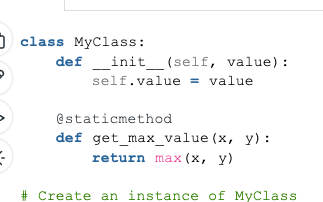 class MyClass:
    def __init__(self, value):
        self.value = value

    @staticmethod
    def get_max_value(x, y):
        return max(x, y)

# Create an instance of MyClass